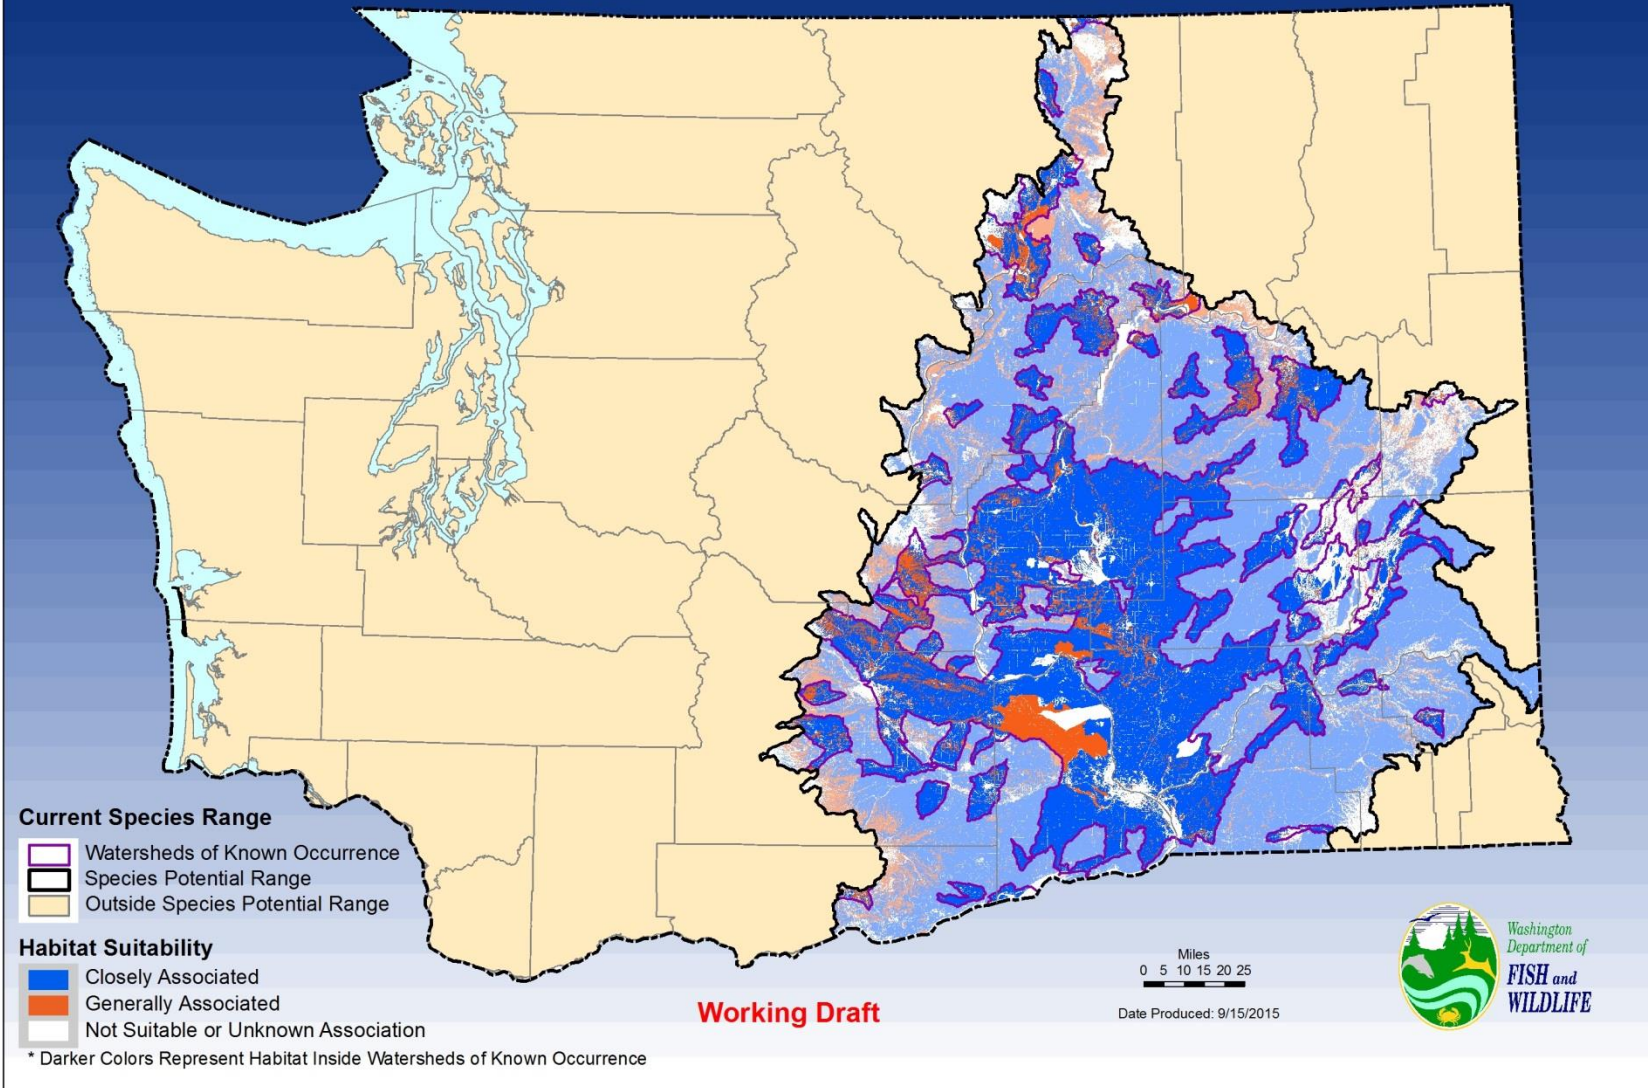 Current Species Range
Watersheds of Known Occurrence
Species Potential Range
Outside Species Potential Range
Habitat Suitability
Closely Associated
Generally Associated
Not Suitable or Unknown Association
* Darker Colors Represent Habitat Inside Watersheds of Known Occurrence
Working Draft
Miles
0 5 10 15 20 25
Date Produced: 9/15/2015
Washington
Department of
FISH and
WILDLIFE